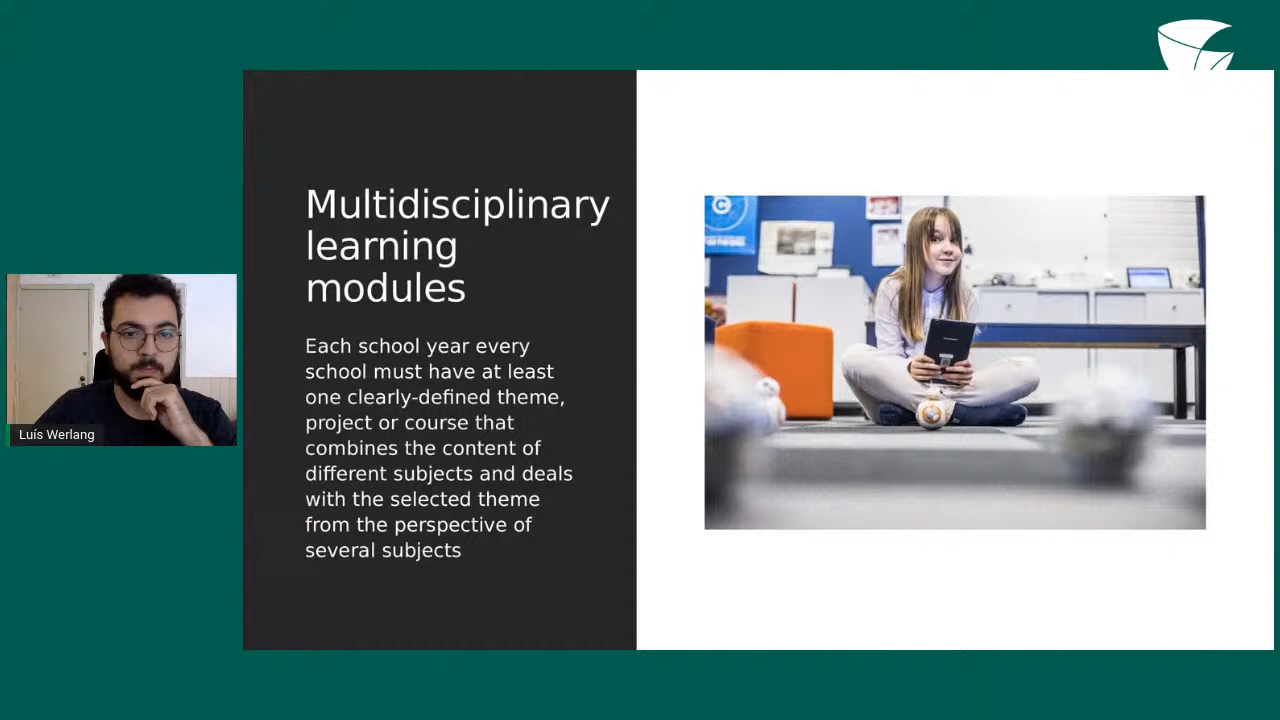 Multidisciplinary
learning
modules
Each school year every
school must have at least
one clearly-defined theme,
project or course that
combines the content of
different subjects and deals
with the selected theme
from the perspective of
several subjects
Luís Werlang